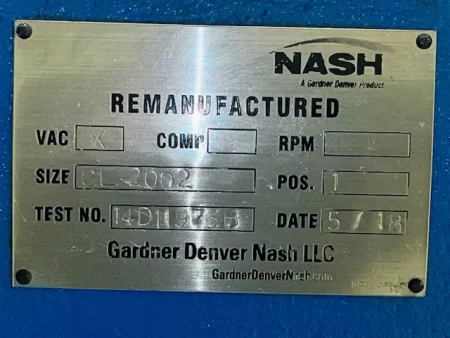 NASH
A Gardner Denver Product
REMANUFACTURED
VAC X COMP RPM
SIZE CL 2002 POS. 1
TEST NO. DATE 5/18
Gardner Denver Nash LLC
GardnerDenverNash.com